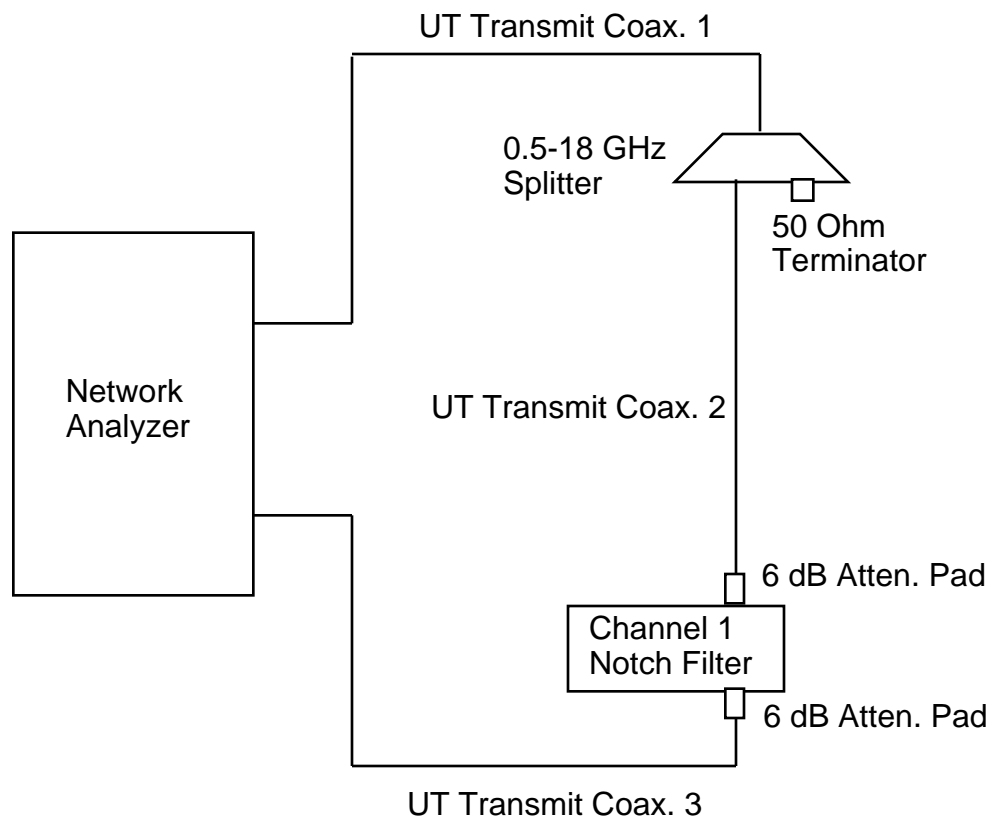 UT Transmit Coax. 1
0.5-18 GHz
Splitter
50 Ohm
Terminator
Network
Analyzer
UT Transmit Coax. 2
6 dB Atten. Pad
Channel 1
Notch Filter
6 dB Atten. Pad
UT Transmit Coax. 3